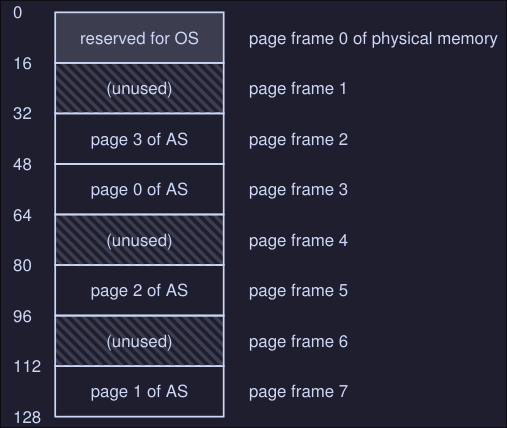 0
reserved for OS page frame 0 of physical memory
16
(unused) page frame 1
32
page 3 of AS page frame 2
48
page 0 of AS page frame 3
64
(unused) page frame 4
80
page 2 of AS page frame 5
96
(unused) page frame 6
112
page 1 of AS page frame 7
128